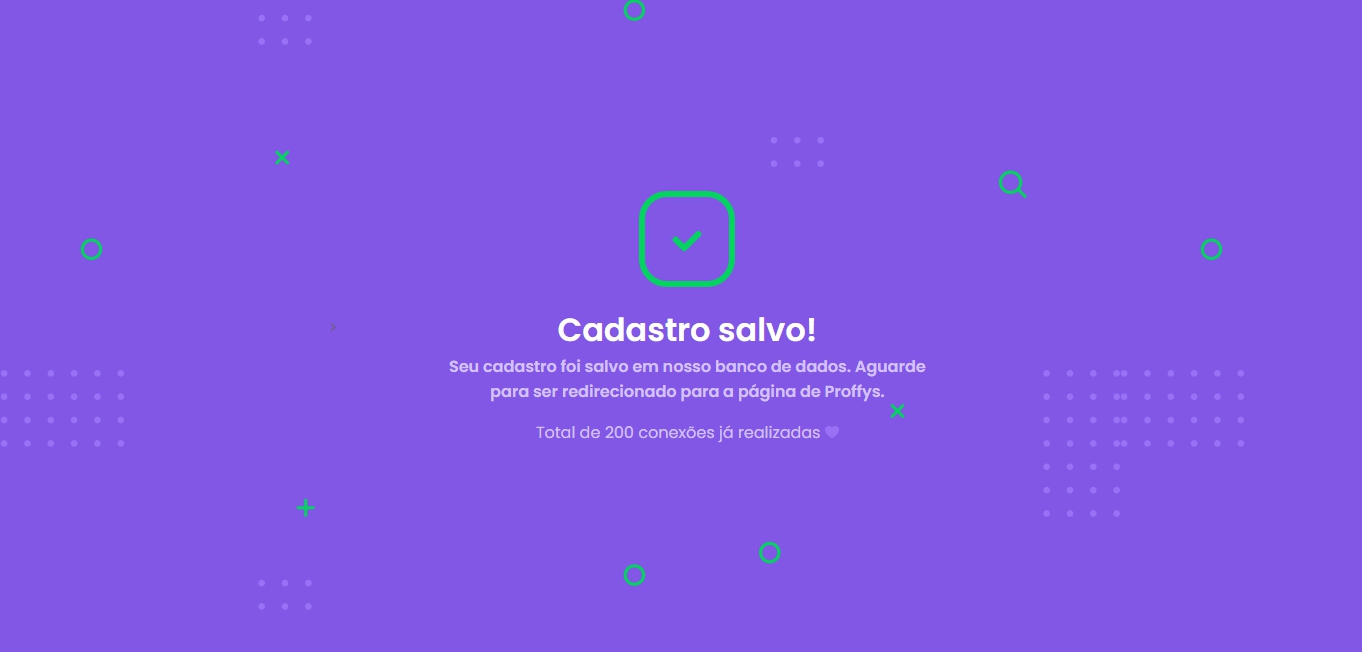 Cadastro salvo!
Seu cadastro foi salvo em nosso banco de dados. Aguarde
para ser redirecionado para a página de Proffys.
Total de 200 conexões já realizadas 💜